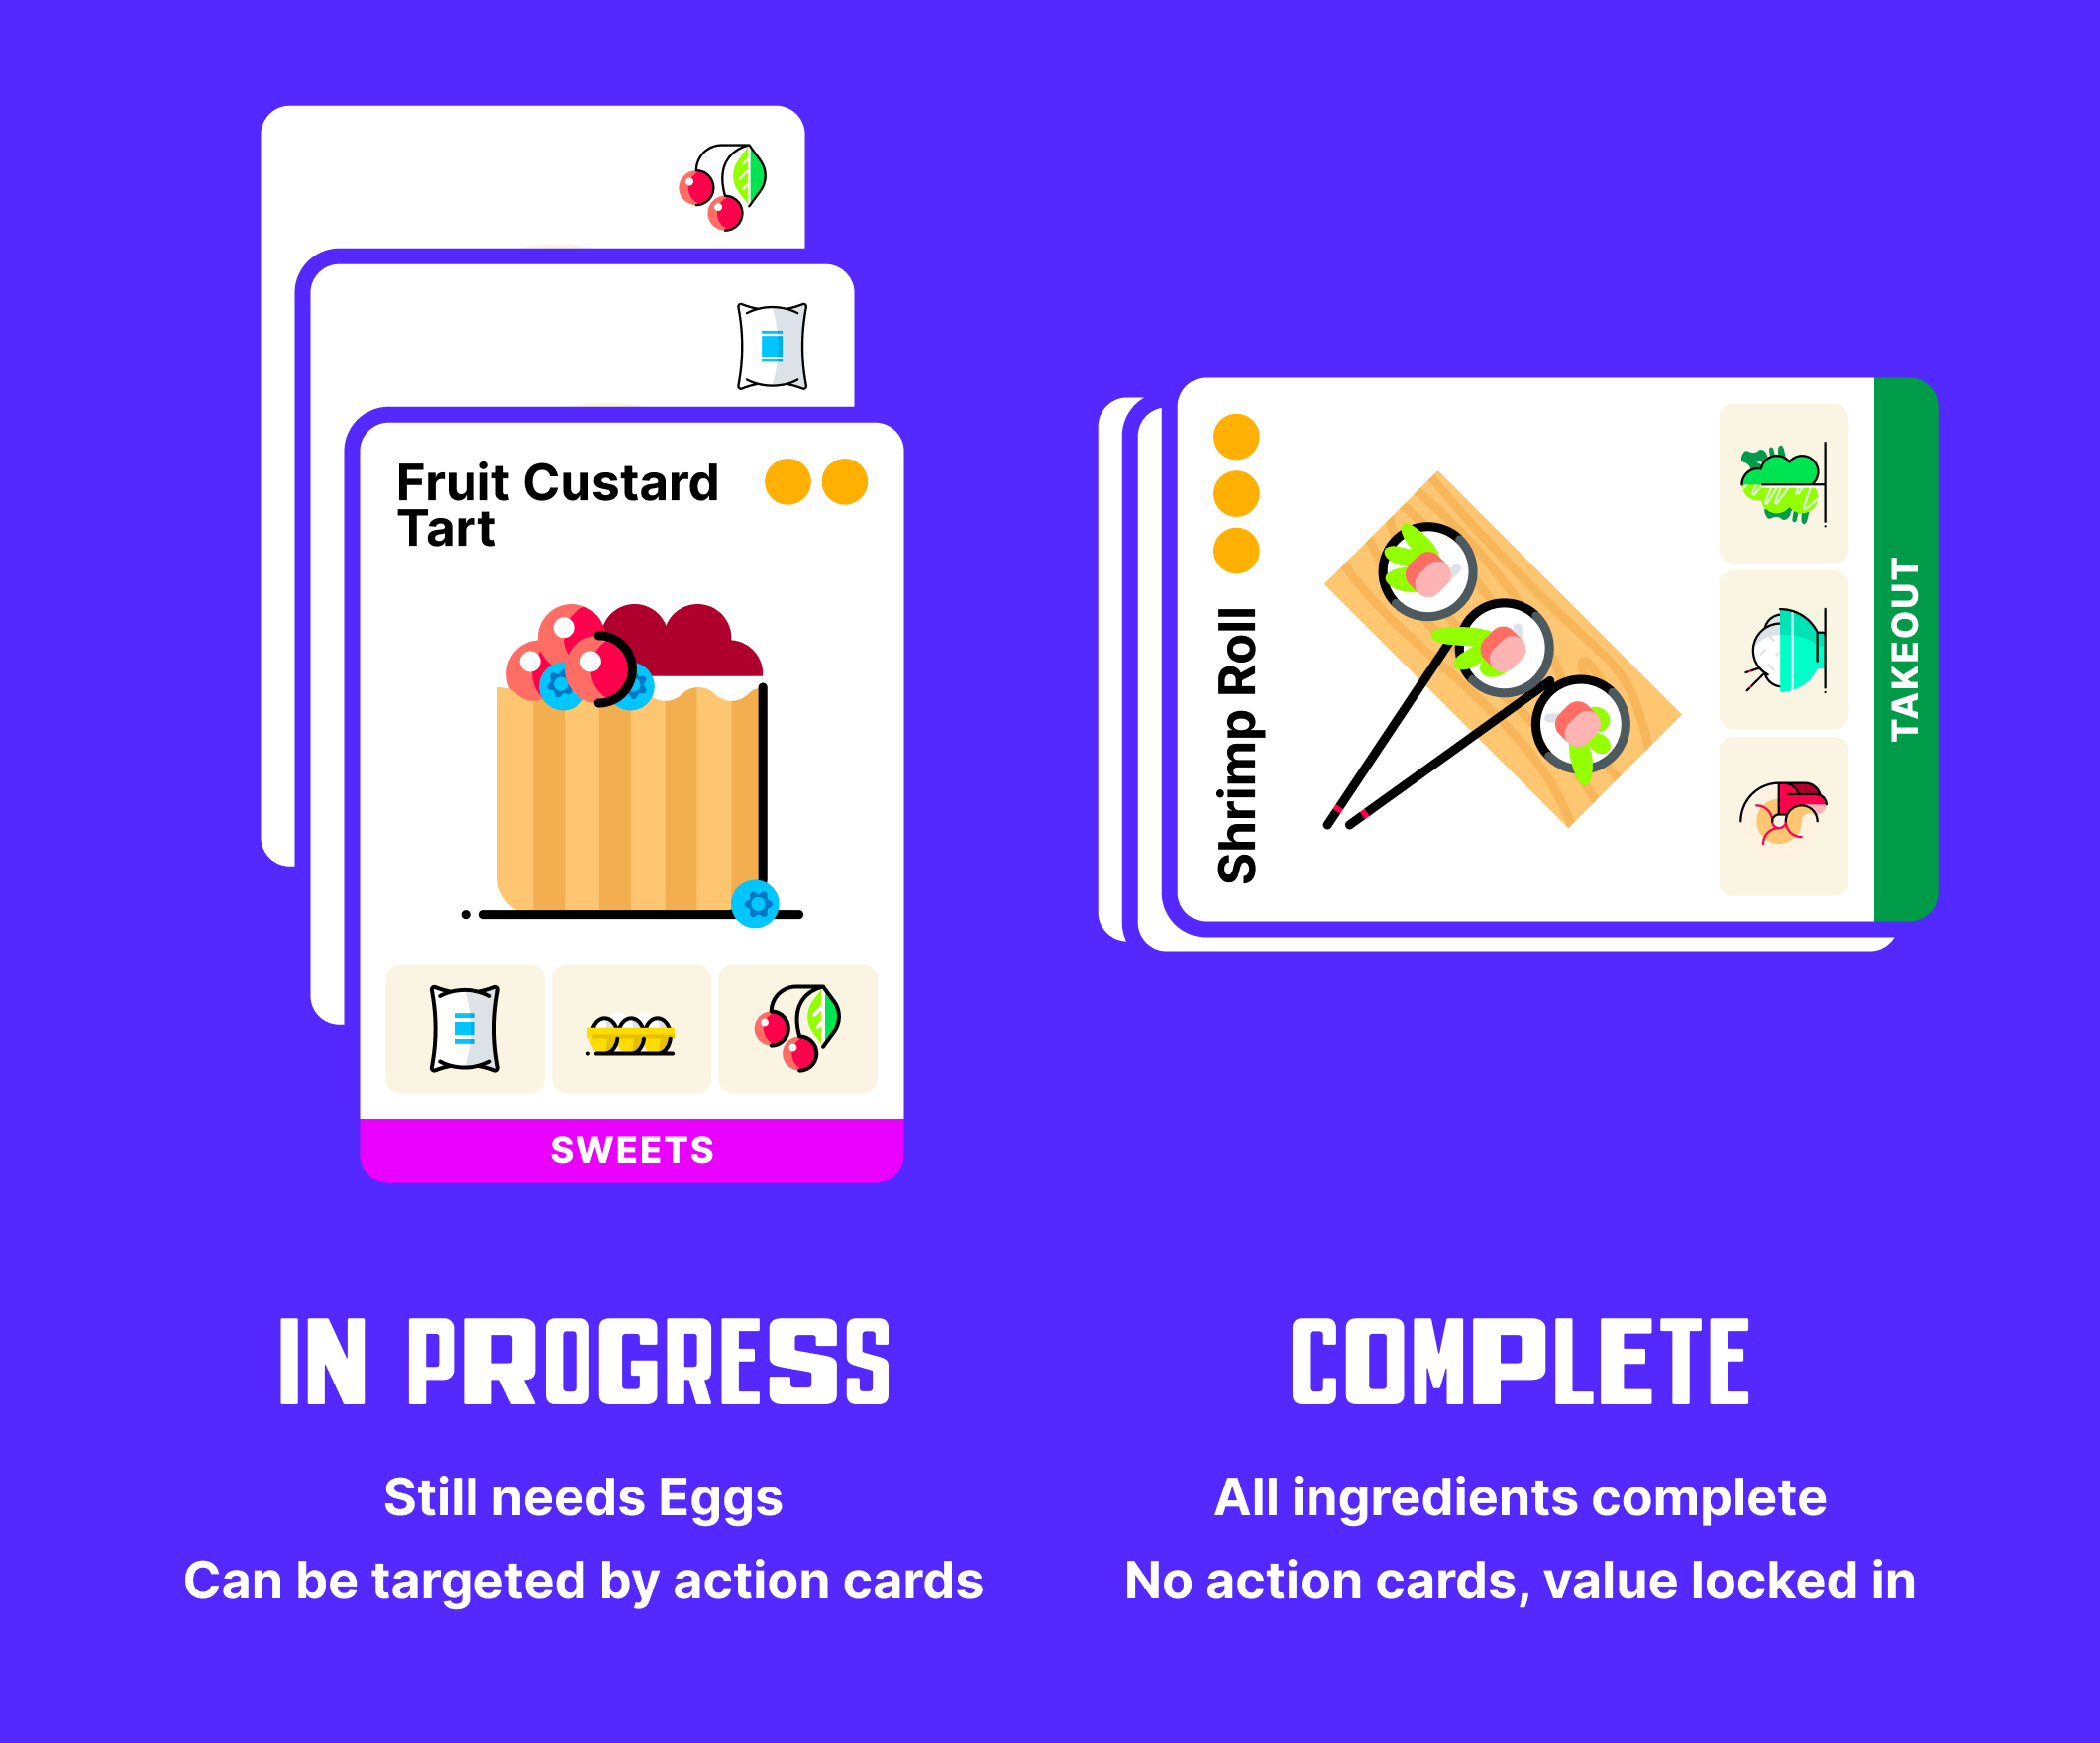 Fruit Custard
Tart
SWEETS
Shrimp Roll
TAKEOUT
IN PROGRESS
Still needs Eggs
Can be targeted by action cards
COMPLETE
All ingredients complete
No action cards, value locked in